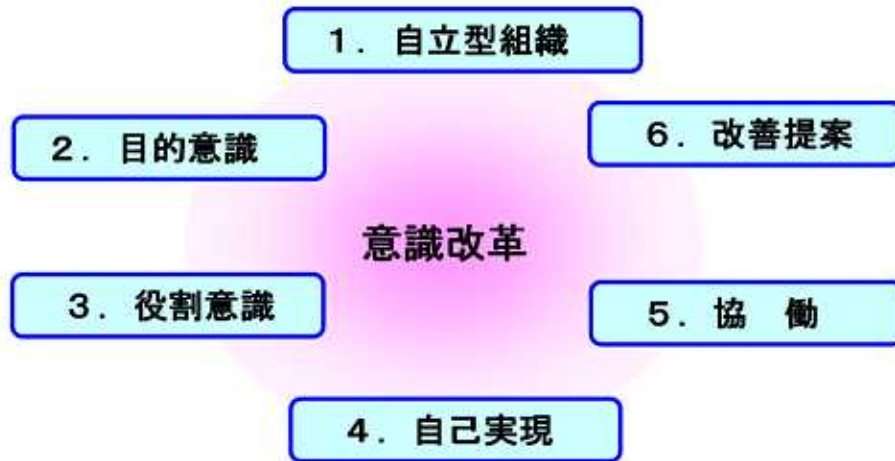 １．自立型組織
２．目的意識
３．役割意識
４．自己実現
５．協　働
６．改善提案
意識改革